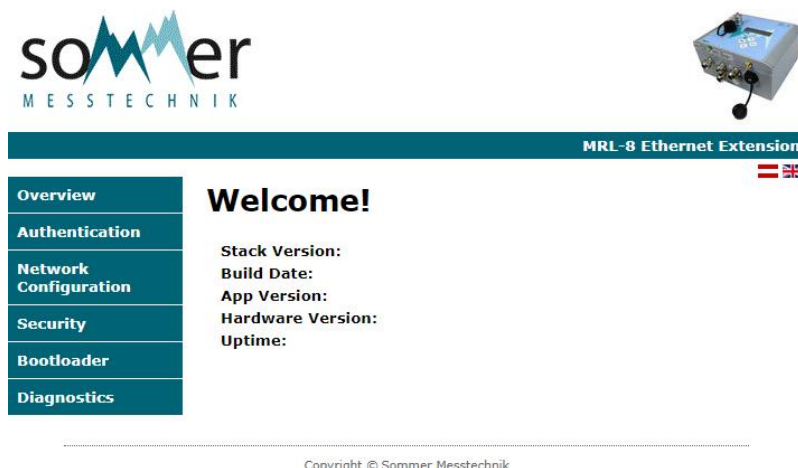 sommer
MESSTECHNIK
MRL-8 Ethernet Extension
Overview
Authentication
Network
Configuration
Security
Bootloader
Diagnostics
Welcome!
Stack Version:
Build Date:
App Version:
Hardware Version:
Uptime:
Copyright © Sommer Messtechnik